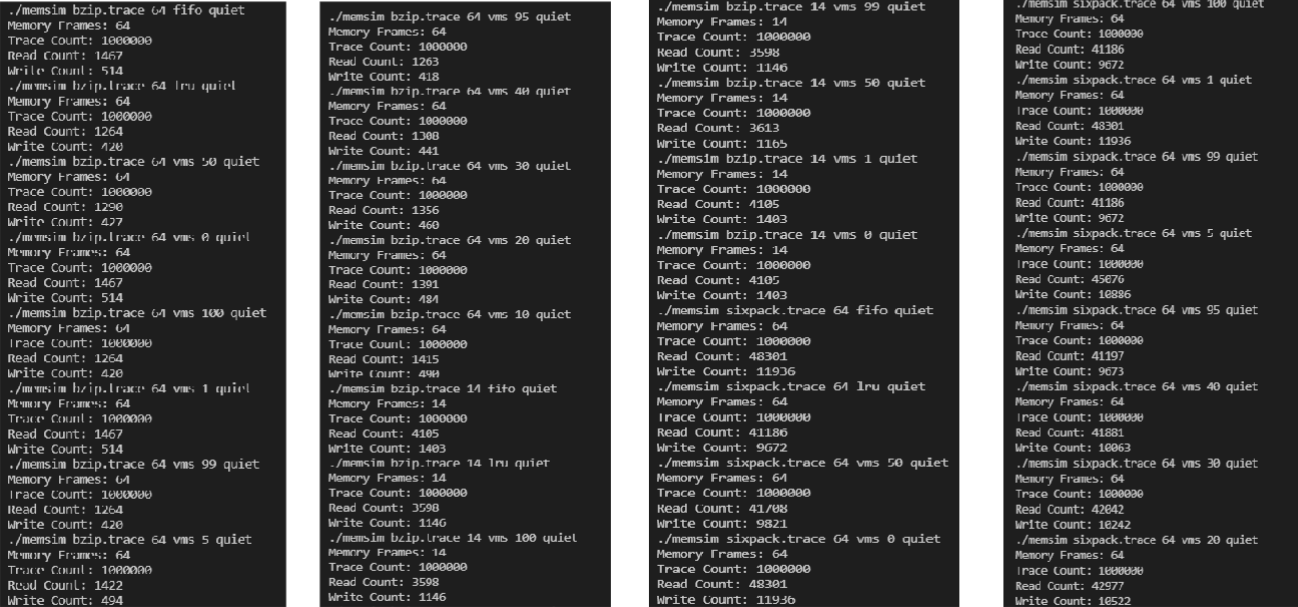 ./memsim bzip.trace 64 fifo quiet
Memory Frames: 64
Trace Count: 1000000
Read Count: 1467
Write Count: 514
./memsim bzip.trace 64 lru quiet
Memory Frames: 64
Trace Count: 1000000
Read Count: 1264
Write Count: 420
./memsim bzip.trace 64 vms 50 quiet
Memory Frames: 64
Trace Count: 1000000
Read Count: 1290
Write Count: 427
./memsim bzip.trace 64 vms 0 quiet
Memory Frames: 64
Trace Count: 1000000
Read Count: 1467
Write Count: 514
./memsim bzip.trace 64 vms 100 quiet
Memory Frames: 64
Trace Count: 1000000
Read Count: 1264
Write Count: 420
./memsim bzip.trace 64 vms 1 quiet
Memory Frames: 64
Trace Count: 1000000
Read Count: 1467
Write Count: 514
./memsim bzip.trace 64 vms 99 quiet
Memory Frames: 64
Trace Count: 1000000
Read Count: 1264
Write Count: 420
./memsim bzip.trace 64 vms 5 quiet
Memory Frames: 64
Trace Count: 1000000
Read Count: 1422
Write Count: 494
./memsim bzip.trace 64 vms 95 quiet
Memory Frames: 64
Trace Count: 1000000
Read Count: 1263
Write Count: 418
./memsim bzip.trace 64 vms 40 quiet
Memory Frames: 64
Trace Count: 1000000
Read Count: 1308
Write Count: 441
./memsim bzip.trace 64 vms 30 quiet
Memory Frames: 64
Trace Count: 1000000
Read Count: 1356
Write Count: 460
./memsim bzip.trace 64 vms 20 quiet
Memory Frames: 64
Trace Count: 1000000
Read Count: 1391
Write Count: 484
./memsim bzip.trace 64 vms 10 quiet
Memory Frames: 64
Trace Count: 1000000
Read Count: 1415
Write Count: 490
./memsim bzip.trace 14 fifo quiet
Memory Frames: 14
Trace Count: 1000000
Read Count: 4105
Write Count: 1403
./memsim bzip.trace 14 lru quiet
Memory Frames: 14
Trace Count: 1000000
Read Count: 3598
Write Count: 1146
./memsim bzip.trace 14 vms 100 quiet
Memory Frames: 14
Trace Count: 1000000
Read Count: 3598
Write Count: 1146
./memsim bzip.trace 14 vms 99 quiet
Memory Frames: 14
Trace Count: 1000000
Read Count: 3598
Write Count: 1146
./memsim bzip.trace 14 vms 50 quiet
Memory Frames: 14
Trace Count: 1000000
Read Count: 3613
Write Count: 1165
./memsim bzip.trace 14 vms 1 quiet
Memory Frames: 14
Trace Count: 1000000
Read Count: 4105
Write Count: 1403
./memsim bzip.trace 14 vms 0 quiet
Memory Frames: 14
Trace Count: 1000000
Read Count: 4105
Write Count: 1403
./memsim sixpack.trace 64 fifo quiet
Memory Frames: 64
Trace Count: 1000000
Read Count: 48301
Write Count: 11936
./memsim sixpack.trace 64 lru quiet
Memory Frames: 64
Trace Count: 1000000
Read Count: 41186
Write Count: 9672
./memsim sixpack.trace 64 vms 50 quiet
Memory Frames: 64
Trace Count: 1000000
Read Count: 41708
Write Count: 9821
./memsim sixpack.trace 64 vms 0 quiet
Memory Frames: 64
Trace Count: 1000000
Read Count: 48301
Write Count: 11936
./memsim sixpack.trace 64 vms 100 quiet
Memory Frames: 64
Trace Count: 1000000
Read Count: 41186
Write Count: 9672
./memsim sixpack.trace 64 vms 1 quiet
Memory Frames: 64
Trace Count: 1000000
Read Count: 48301
Write Count: 11936
./memsim sixpack.trace 64 vms 99 quiet
Memory Frames: 64
Trace Count: 1000000
Read Count: 41186
Write Count: 9672
./memsim sixpack.trace 64 vms 5 quiet
Memory Frames: 64
Trace Count: 1000000
Read Count: 45076
Write Count: 10886
./memsim sixpack.trace 64 vms 95 quiet
Memory Frames: 64
Trace Count: 1000000
Read Count: 41197
Write Count: 9673
./memsim sixpack.trace 64 vms 40 quiet
Memory Frames: 64
Trace Count: 1000000
Read Count: 41881
Write Count: 10063
./memsim sixpack.trace 64 vms 30 quiet
Memory Frames: 64
Trace Count: 1000000
Read Count: 42042
Write Count: 10242
./memsim sixpack.trace 64 vms 20 quiet
Memory Frames: 64
Trace Count: 1000000
Read Count: 42977
Write Count: 10522